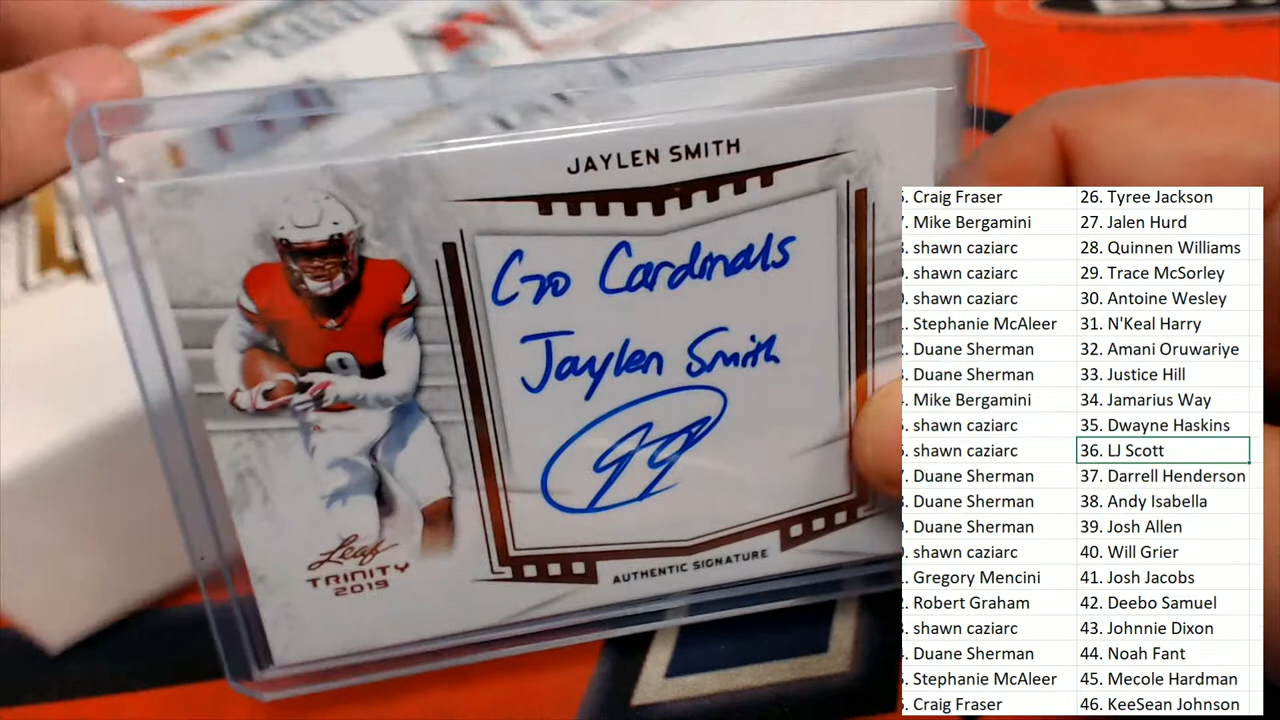 JAYLEN SMITH
Go Cardinals
Jaylen Smith
9
Leaf
TRINITY
2019
AUTHENTIC SIGNATURE
. Craig Fraser 26. Tyree Jackson
. Mike Bergamini 27. Jalen Hurd
. shawn caziarc 28. Quinnen Williams
. shawn caziarc 29. Trace McSorley
. shawn caziarc 30. Antoine Wesley
. Stephanie McAleer 31. N'Keal Harry
. Duane Sherman 32. Amani Oruwariye
. Duane Sherman 33. Justice Hill
. Mike Bergamini 34. Jamarius Way
. shawn caziarc 35. Dwayne Haskins
. shawn caziarc 36. LJ Scott
. Duane Sherman 37. Darrell Henderson
. Duane Sherman 38. Andy Isabella
. Duane Sherman 39. Josh Allen
. shawn caziarc 40. Will Grier
. Gregory Mencini 41. Josh Jacobs
. Robert Graham 42. Deebo Samuel
. shawn caziarc 43. Johnnie Dixon
. Duane Sherman 44. Noah Fant
. Stephanie McAleer 45. Mecole Hardman
. Craig Fraser 46. KeeSean Johnson